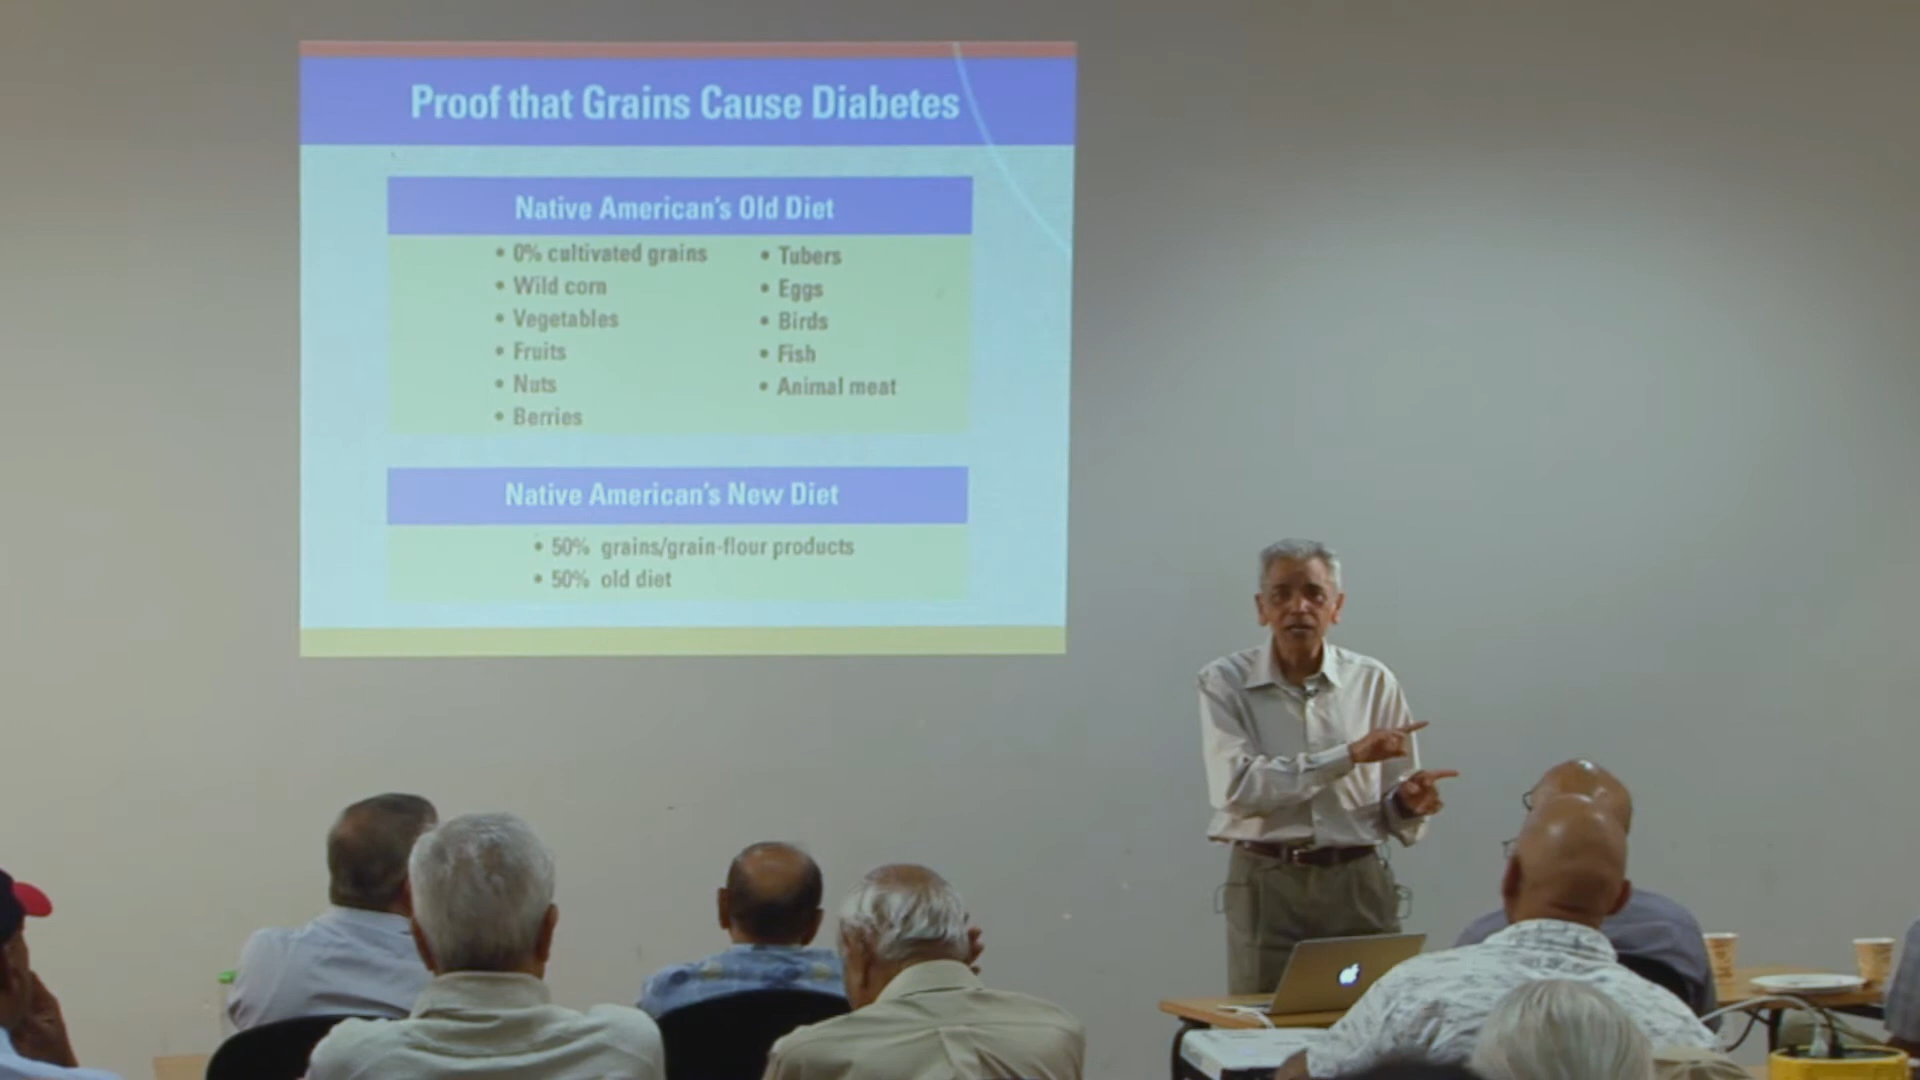 Proof that Grains Cause Diabetes
Native American's Old Diet
• 0% cultivated grains
• Wild corn
• Vegetables
• Fruits
• Nuts
• Berries
• Tubers
• Eggs
• Birds
• Fish
• Animal meat
Native American's New Diet
• 50% grains/grain-flour products
• 50% old diet